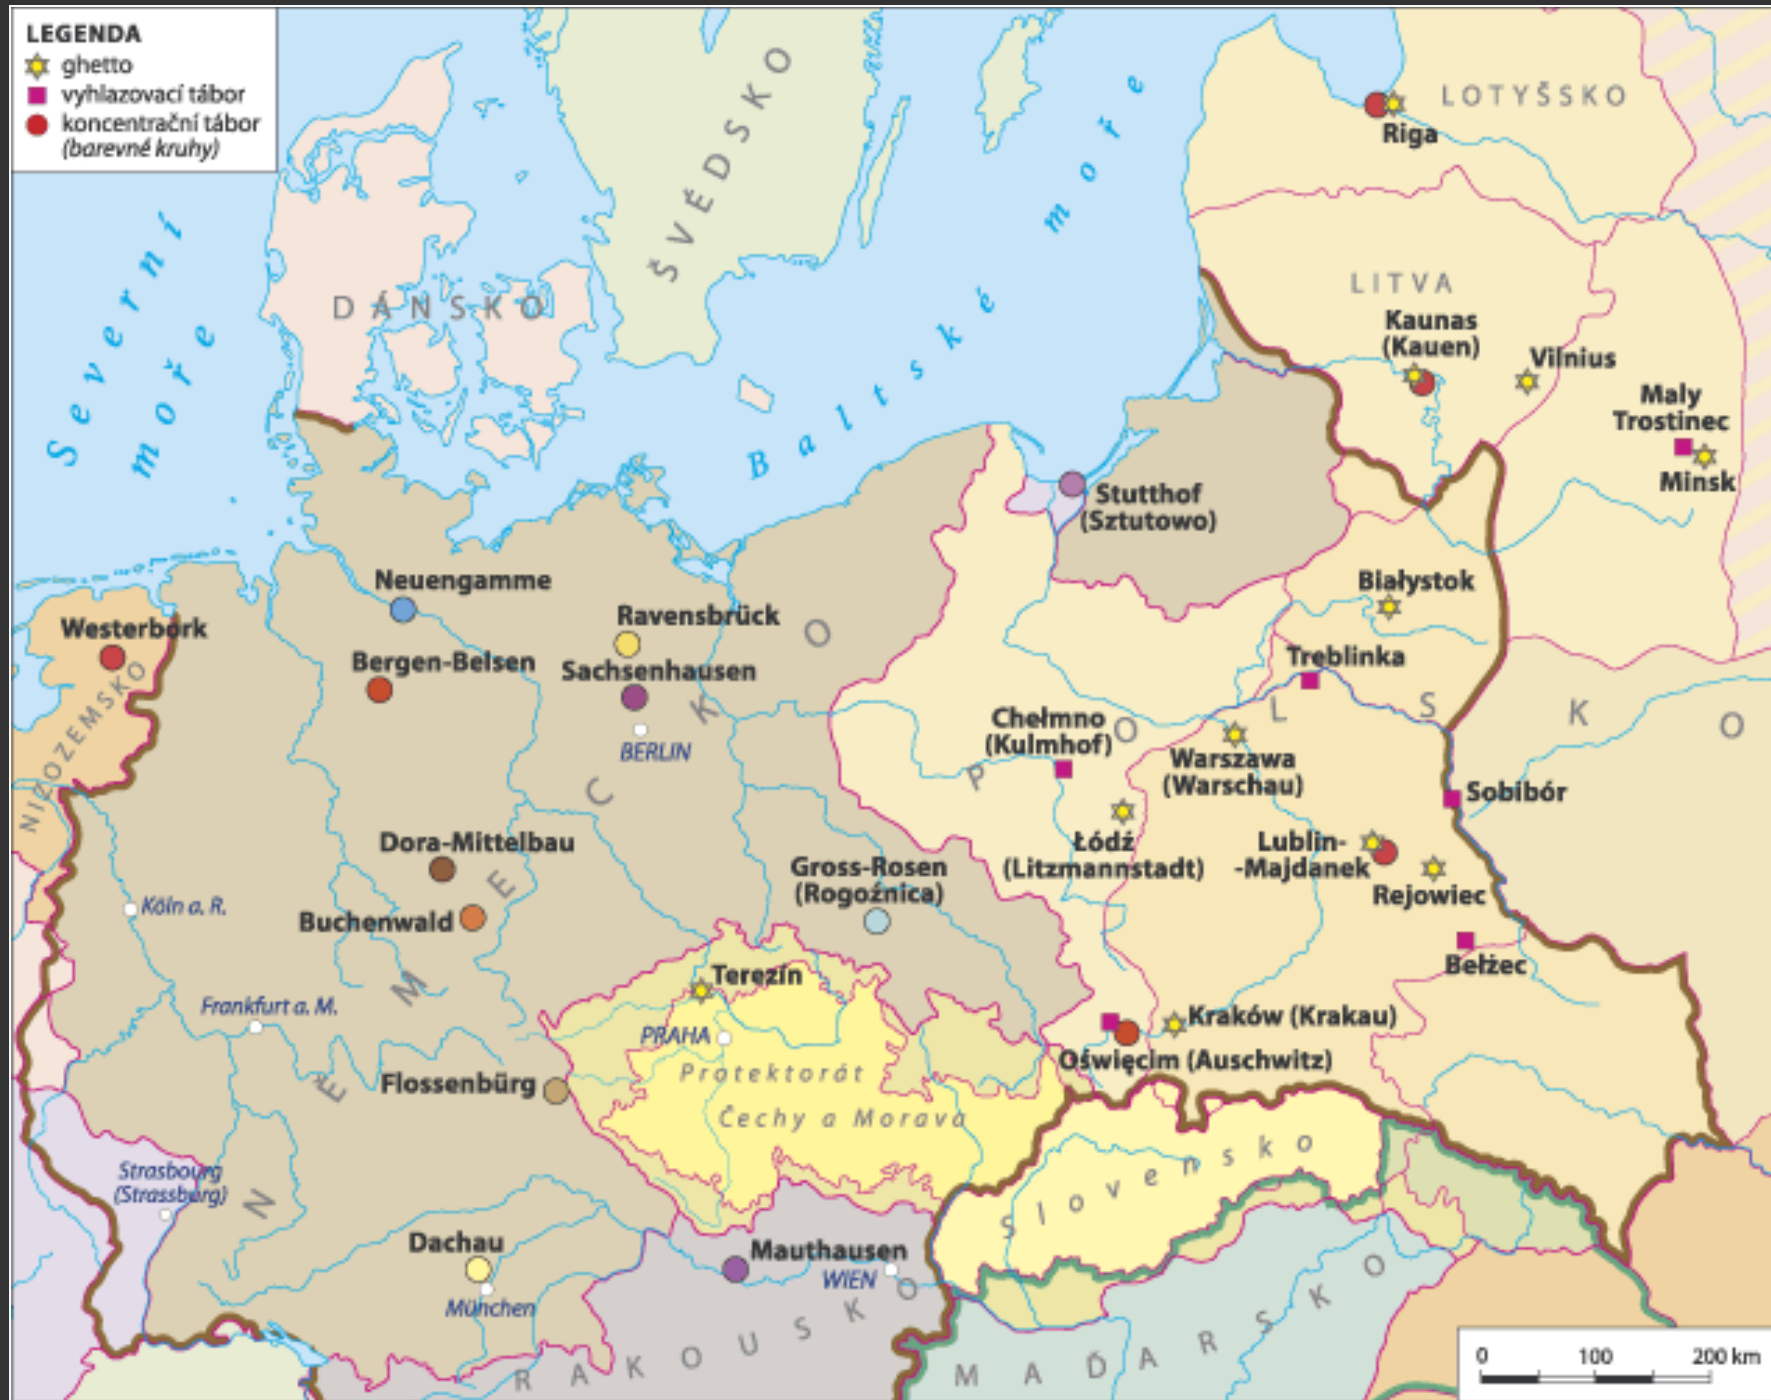 LEGENDA
ghetto
vyhlazovací tábor
koncentrační tábor
(barevné kruhy)
Severní
moře
DÁNSKO
ŠVÉDSKO
Baltské moře
LOTYŠSKO
Riga
LITVA
Kaunas
(Kauen)
Vilnius
Maly
Trostinec
Minsk
Stutthof
(Sztutowo)
Neuengamme
Białystok
Westerbork
Ravensbrück
Bergen-Belsen
Sachsenhausen
BERLIN
Treblinka
NIZOZEMSKO
NĚMECKO
POLSKO
Chełmno
(Kulmhof)
Warszawa
(Warschau)
Sobibór
Dora-Mittelbau
Gross-Rosen
(Rogoźnica)
Łódź
(Litzmannstadt)
Lublin-
-Majdanek
Rejowiec
Köln a. R.
Buchenwald
Bełżec
Terezín
Frankfurt a. M.
PRAHA
Kraków (Krakau)
Oświęcim (Auschwitz)
Flossenbürg
Protektorát
Čechy a Morava
Slovensko
Strasbourg
(Strassburg)
Dachau
München
Mauthausen
WIEN
RAKOUSKO
MAĎARSKO
0 100 200 km